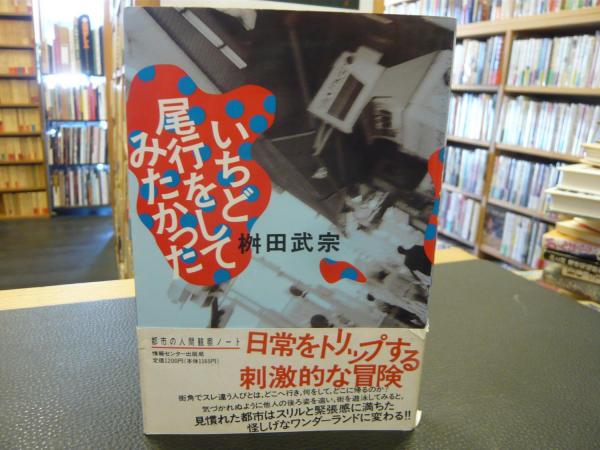 いちど
尾行をして
みたかった
桝田武宗
都市の人間観察ノート
情報センター出版局
定価1200円(本体1165円)
日常をトリップする
刺激的な冒険
街角でスレ違う人びとは、どこへ行き、何をして、どこに帰るのか?
気づかれぬように他人の後ろ姿を追い、街を遊泳してみると、
見慣れた都市はスリルと緊張感に満ちた
怪しげなワンダーランドに変わる!!